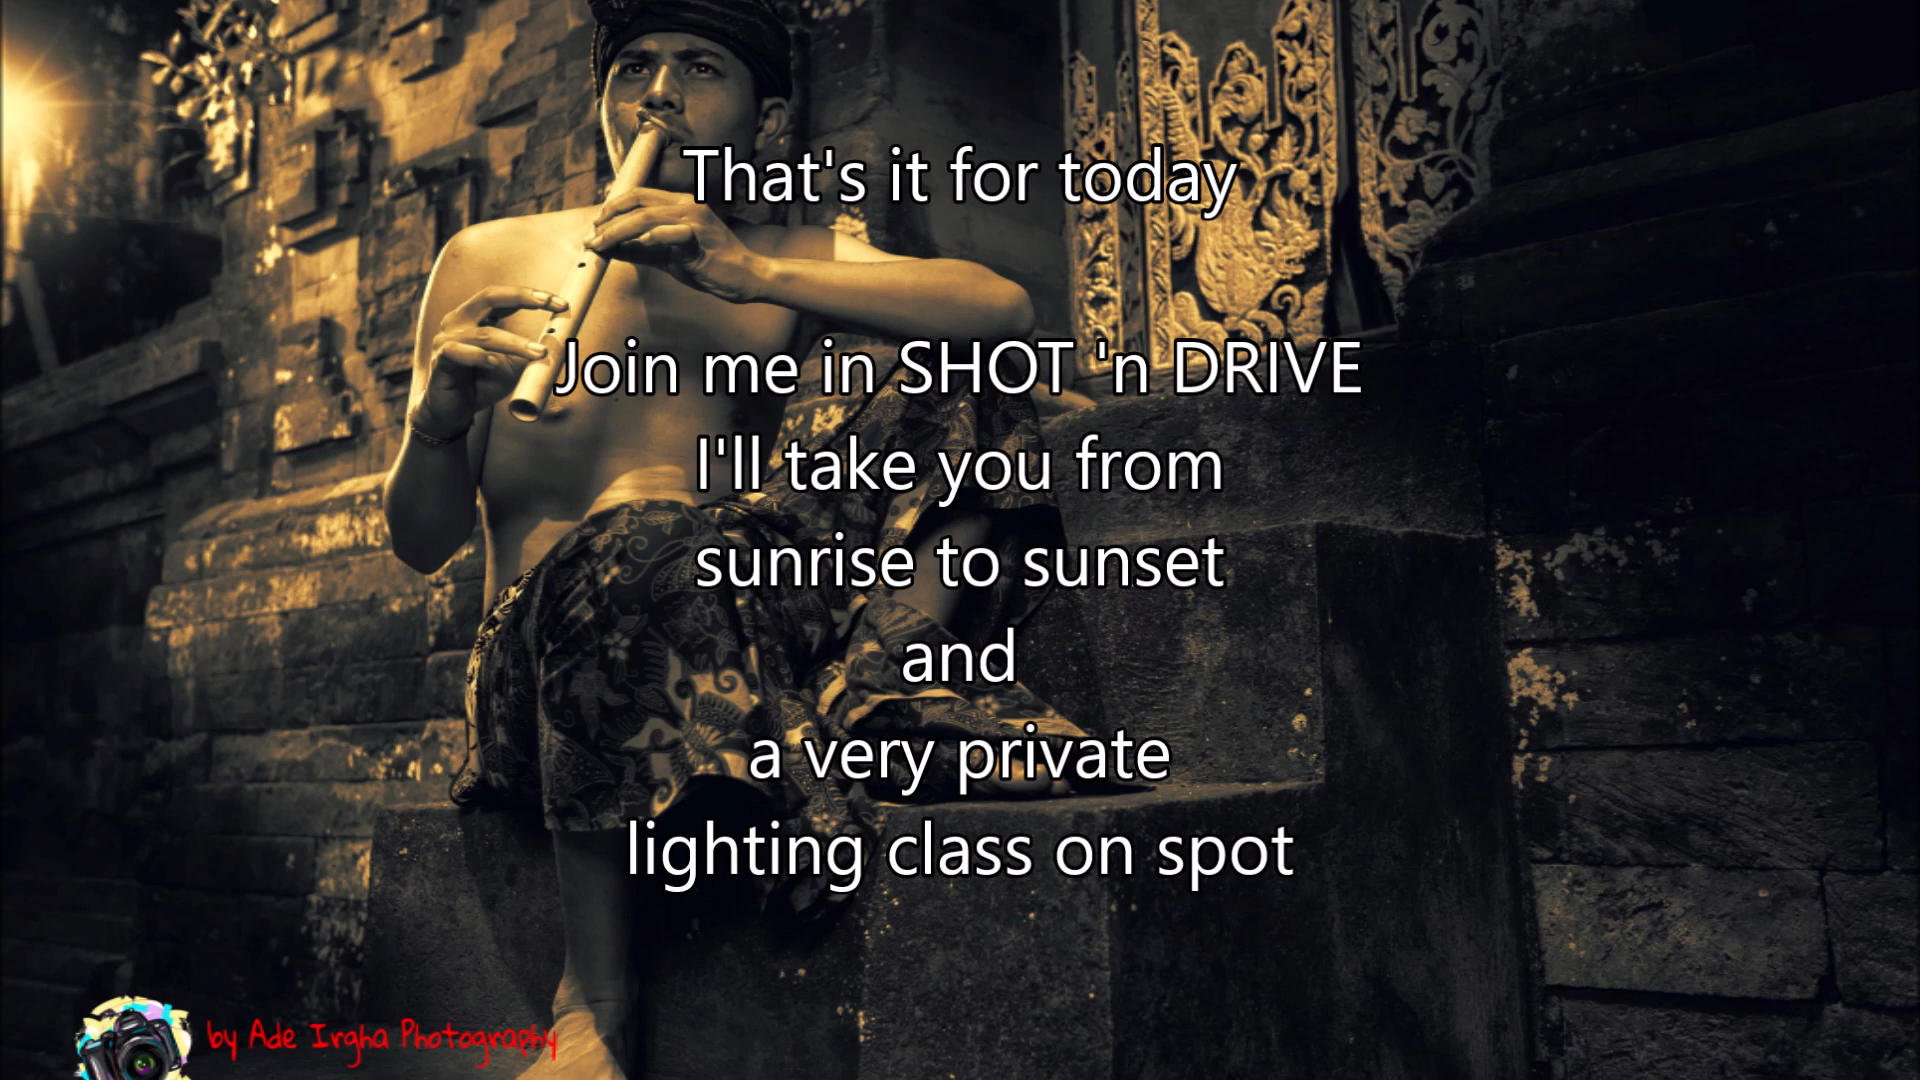 That's it for today
Join me in SHOT 'n DRIVE
I'll take you from
sunrise to sunset
and
a very private
lighting class on spot
by Ade Irgha Photography